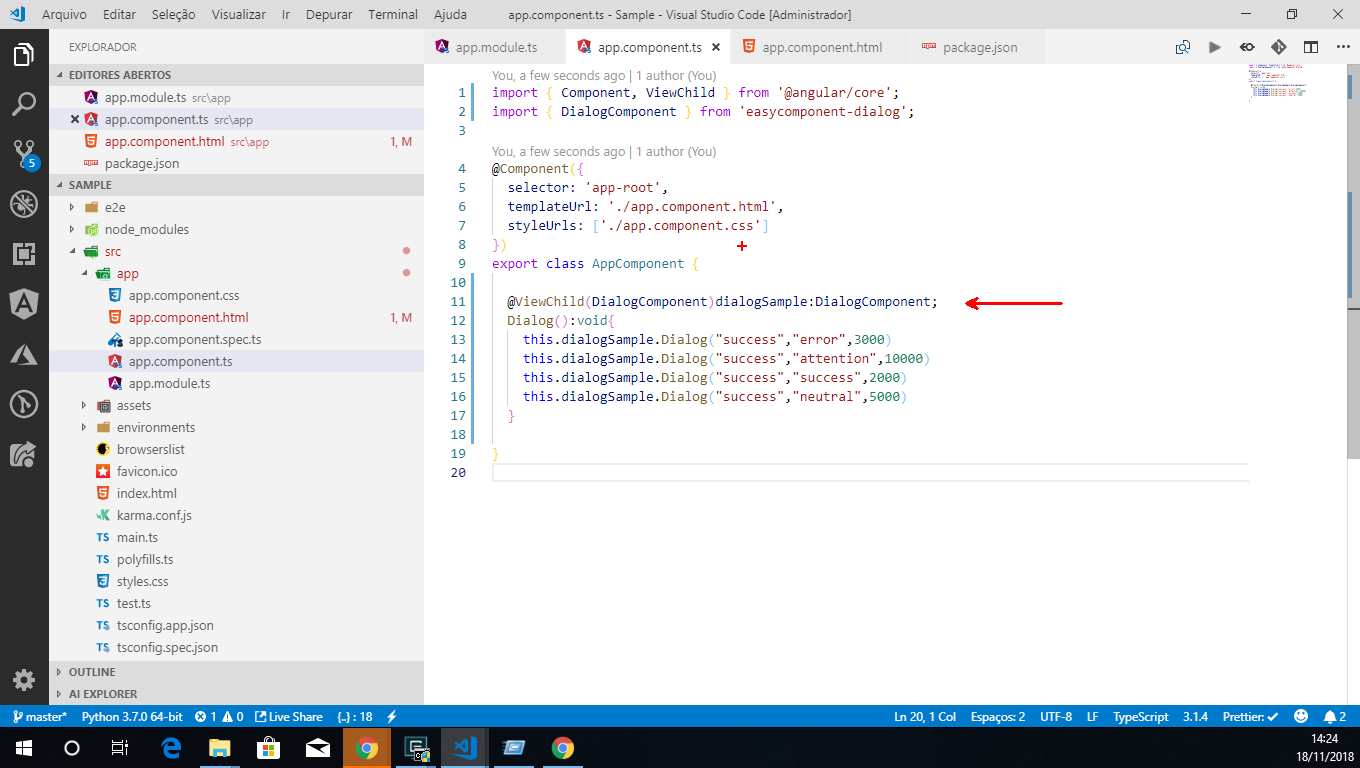 Arquivo Editar Seleção Visualizar Ir Depurar Terminal Ajuda app.component.ts - Sample - Visual Studio Code [Administrador]
EXPLORADOR
EDITORES ABERTOS
app.module.ts src\app
app.component.ts src\app
app.component.html src\app 1, M
package.json
SAMPLE
e2e
node_modules
src
app
app.component.css
app.component.html 1, M
app.component.spec.ts
app.component.ts
app.module.ts
assets
environments
browserslist
favicon.ico
index.html
karma.conf.js
TS main.ts
TS polyfills.ts
styles.css
TS test.ts
TS tsconfig.app.json
TS tsconfig.spec.json
OUTLINE
AI EXPLORER
5
app.module.ts app.component.ts app.component.html package.json
You, a few seconds ago | 1 author (You)
1 import { Component, ViewChild } from '@angular/core';
2 import { DialogComponent } from 'easycomponent-dialog';
3
You, a few seconds ago | 1 author (You)
4 @Component({
5 selector: 'app-root',
6 templateUrl: './app.component.html',
7 styleUrls: ['./app.component.css']
8 })
9 export class AppComponent {
10
11 @ViewChild(DialogComponent)dialogSample:DialogComponent;
12 Dialog():void{
13 this.dialogSample.Dialog("success","error",3000)
14 this.dialogSample.Dialog("success","attention",10000)
15 this.dialogSample.Dialog("success","success",2000)
16 this.dialogSample.Dialog("success","neutral",5000)
17 }
18
19 }
20
master* Python 3.7.0 64-bit 1 0 Live Share {..} : 18 Ln 20, 1 Col Espaços: 2 UTF-8 LF TypeScript 3.1.4 Prettier: ✓ 2
14:24
18/11/2018